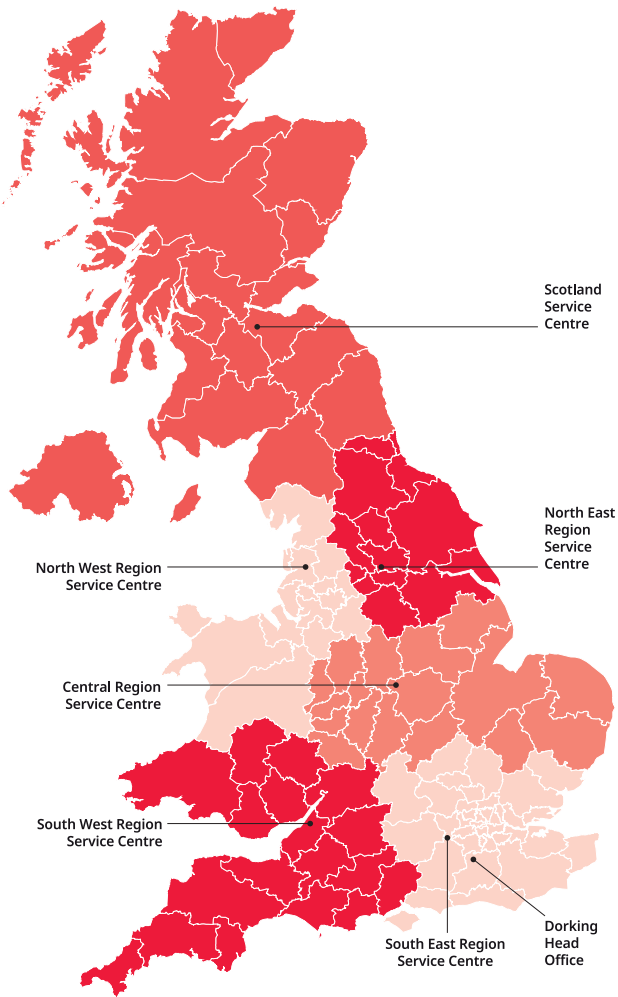 Scotland
Service
Centre
North East
Region
Service
Centre
North West Region
Service Centre
Central Region
Service Centre
South West Region
Service Centre
South East Region
Service Centre
Dorking
Head
Office